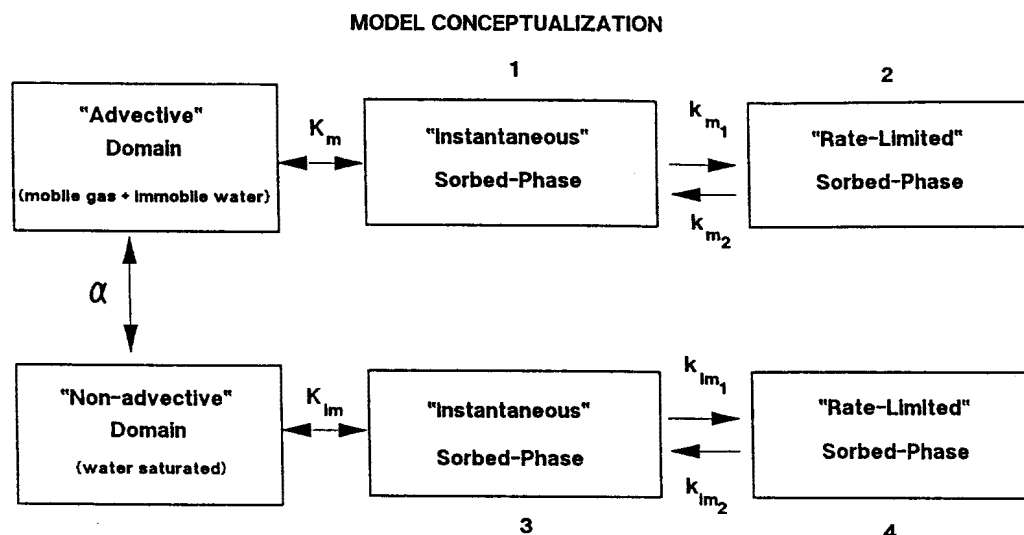 MODEL CONCEPTUALIZATION
1
2
"Advective"
Domain
(mobile gas + immobile water)
K_m
"Instantaneous"
Sorbed-Phase
k_m1
k_m2
"Rate-Limited"
Sorbed-Phase
α
"Non-advective"
Domain
(water saturated)
K_im
"Instantaneous"
Sorbed-Phase
k_im1
k_im2
"Rate-Limited"
Sorbed-Phase
3
4